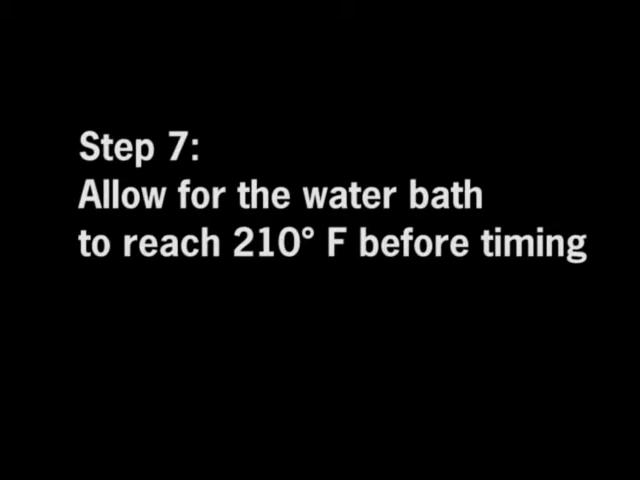 Step 7:
Allow for the water bath
to reach 210° F before timing